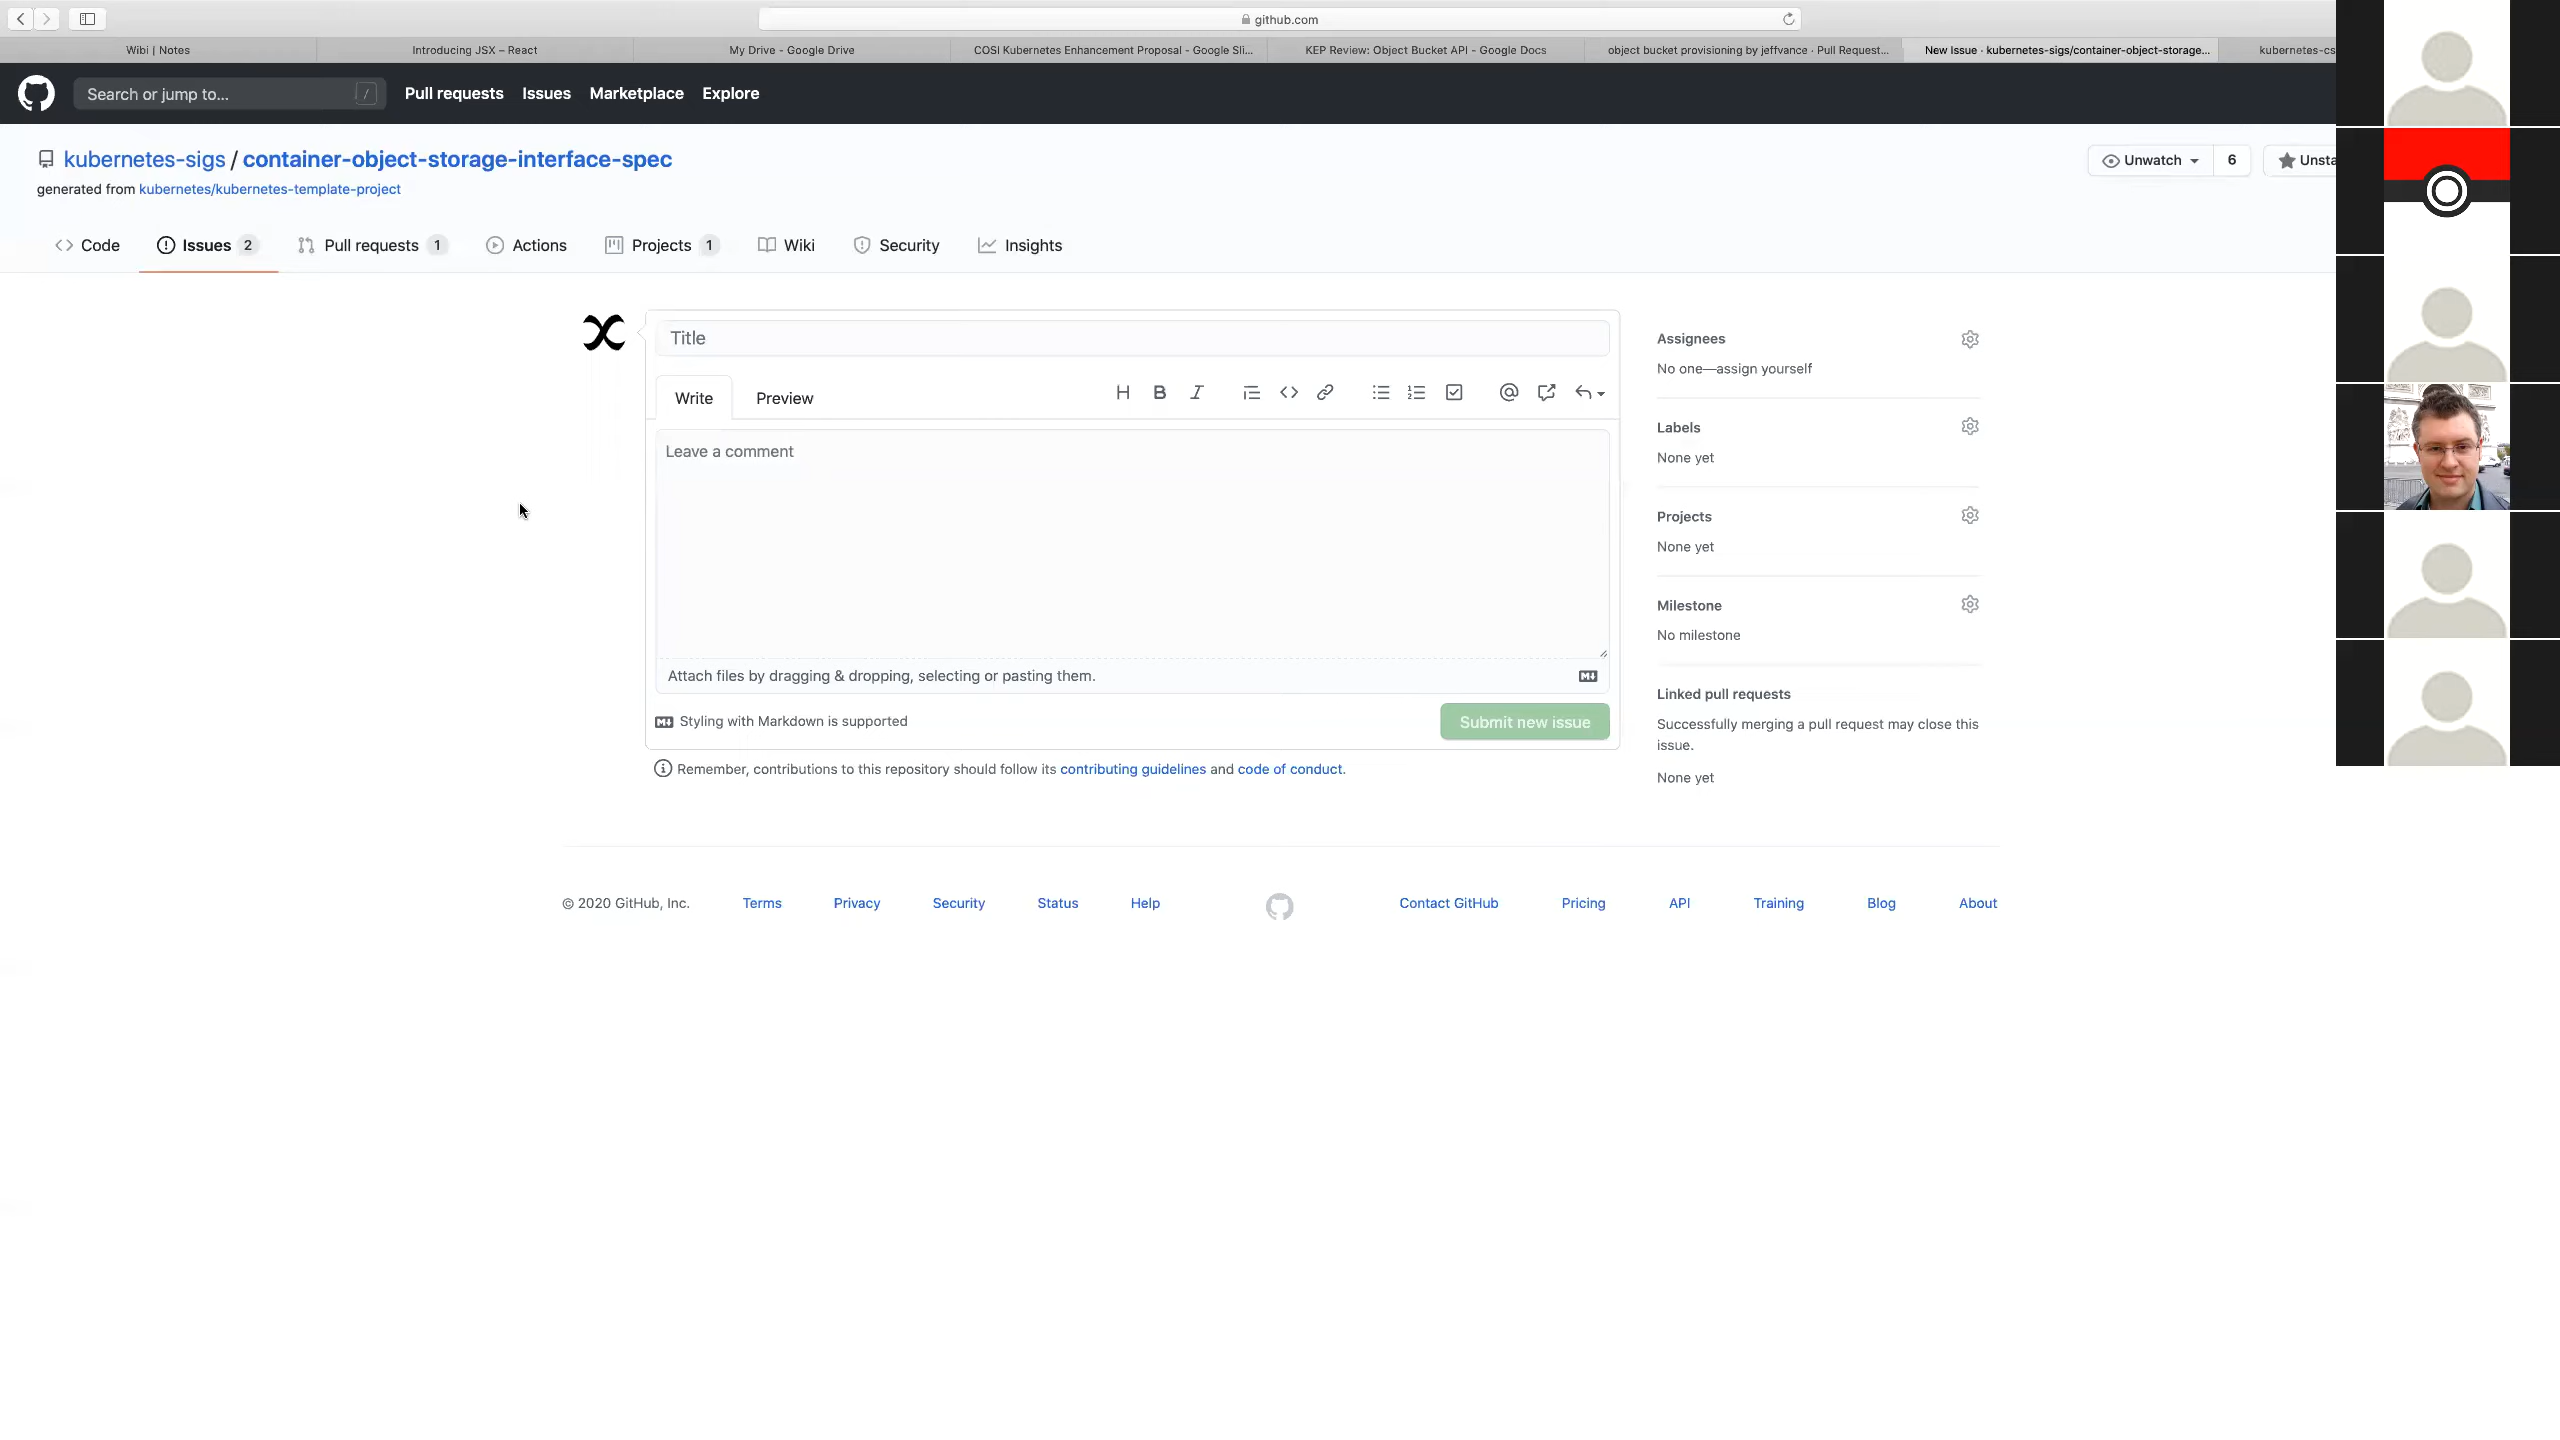 github.com
Wibi | Notes
Introducing JSX – React
My Drive - Google Drive
COSI Kubernetes Enhancement Proposal - Google Sli...
KEP Review: Object Bucket API - Google Docs
object bucket provisioning by jeffvance · Pull Request...
New Issue · kubernetes-sigs/container-object-storage...
kubernetes-cs
Search or jump to...
/
Pull requests
Issues
Marketplace
Explore
kubernetes-sigs / container-object-storage-interface-spec
generated from kubernetes/kubernetes-template-project
Unwatch
6
Unsta
Code
Issues 2
Pull requests 1
Actions
Projects 1
Wiki
Security
Insights
Title
Write
Preview
Leave a comment
Attach files by dragging & dropping, selecting or pasting them.
Styling with Markdown is supported
Submit new issue
Remember, contributions to this repository should follow its contributing guidelines and code of conduct.
Assignees
No one—assign yourself
Labels
None yet
Projects
None yet
Milestone
No milestone
Linked pull requests
Successfully merging a pull request may close this
issue.
None yet
© 2020 GitHub, Inc.
Terms
Privacy
Security
Status
Help
Contact GitHub
Pricing
API
Training
Blog
About